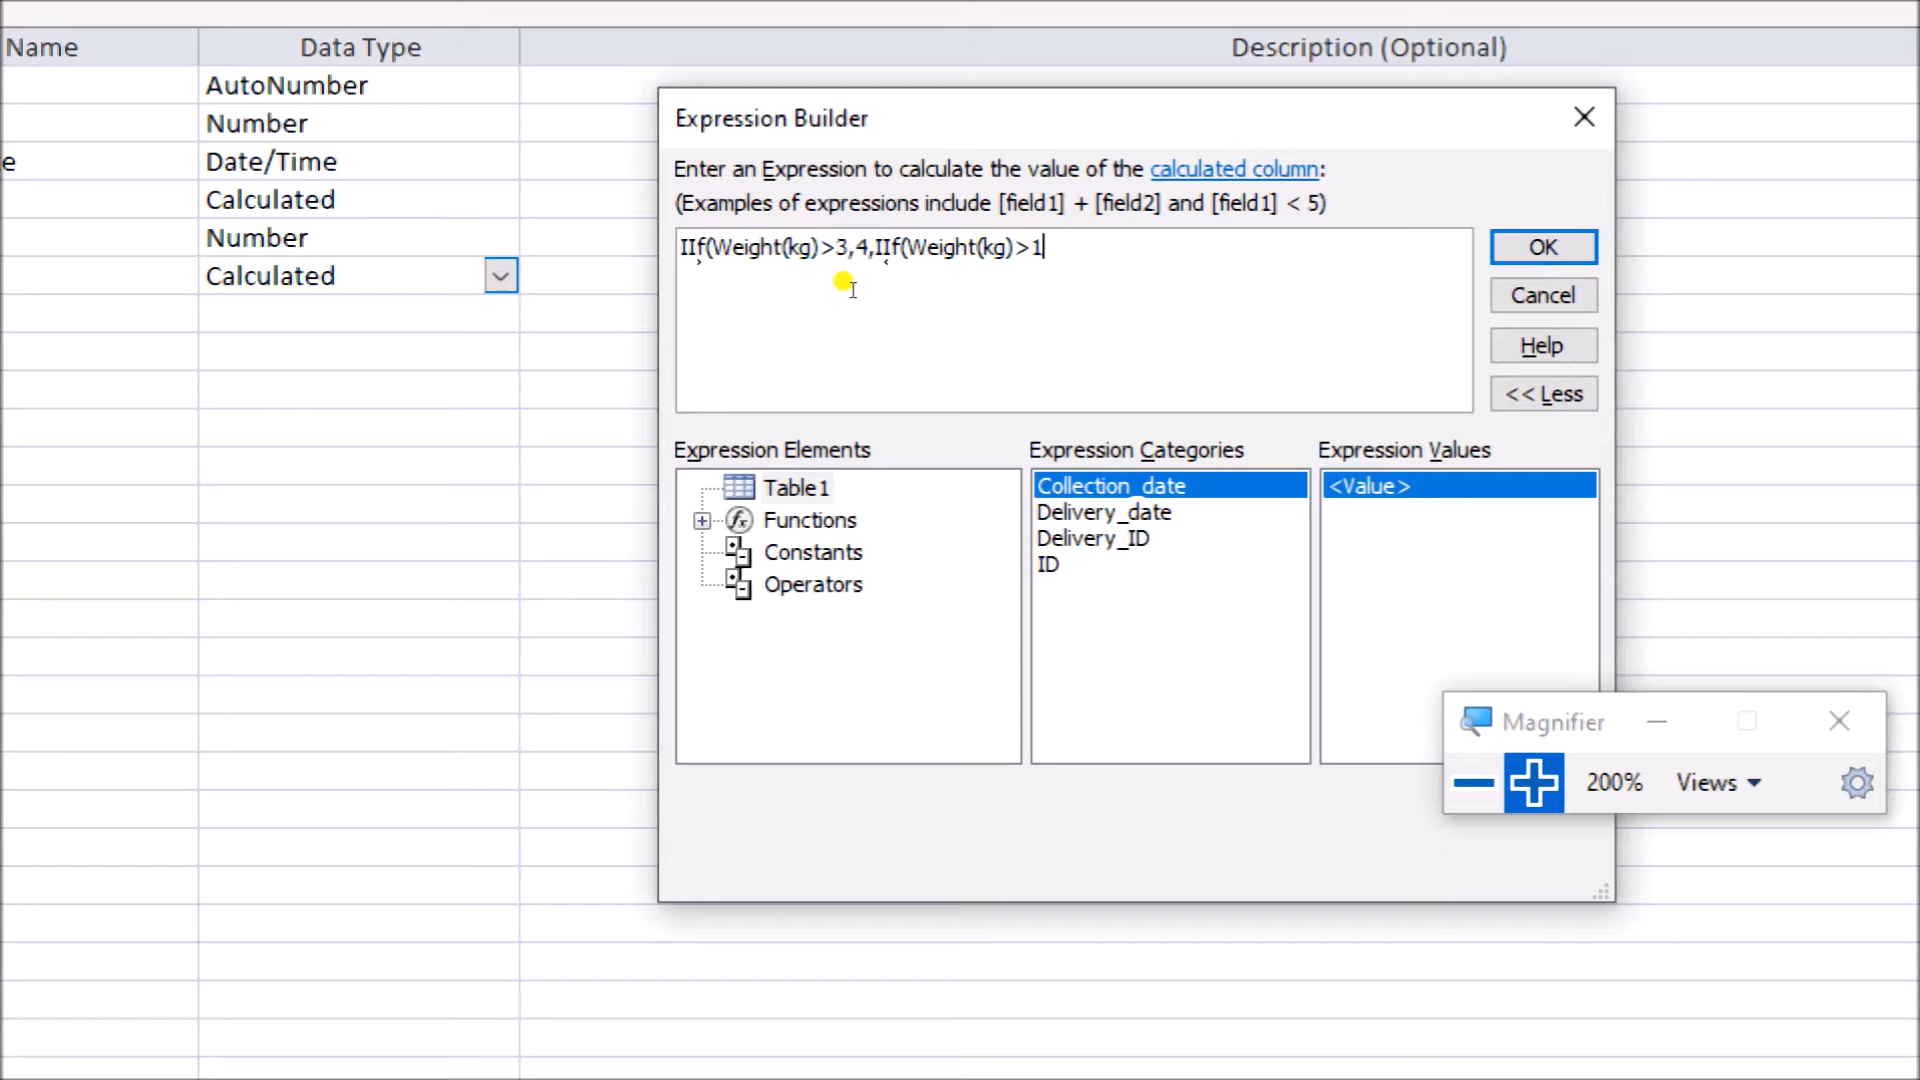 Name Data Type Description (Optional)
AutoNumber
Number
e Date/Time
Calculated
Number
Calculated
Expression Builder
Enter an Expression to calculate the value of the calculated column:
(Examples of expressions include [field1] + [field2] and [field1] < 5)
IIf(Weight(kg)>3,4,IIf(Weight(kg)>1
OK
Cancel
Help
<< Less
Expression Elements
Table1
Functions
Constants
Operators
Expression Categories
Collection_date
Delivery_date
Delivery_ID
ID
Expression Values
<Value>
Magnifier
200% Views